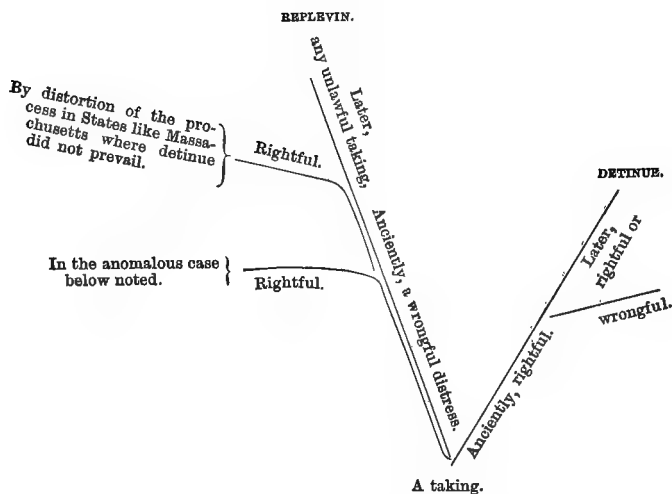 REPLEVIN.
Later,
any unlawful taking,
By distortion of the pro-
cess in States like Massa-
chusetts where detinue
did not prevail.
Rightful.
DETINUE.
Later,
rightful or
wrongful.
Anciently, a wrongful distress.
In the anomalous case
below noted.
Rightful.
Anciently, rightful.
A taking.